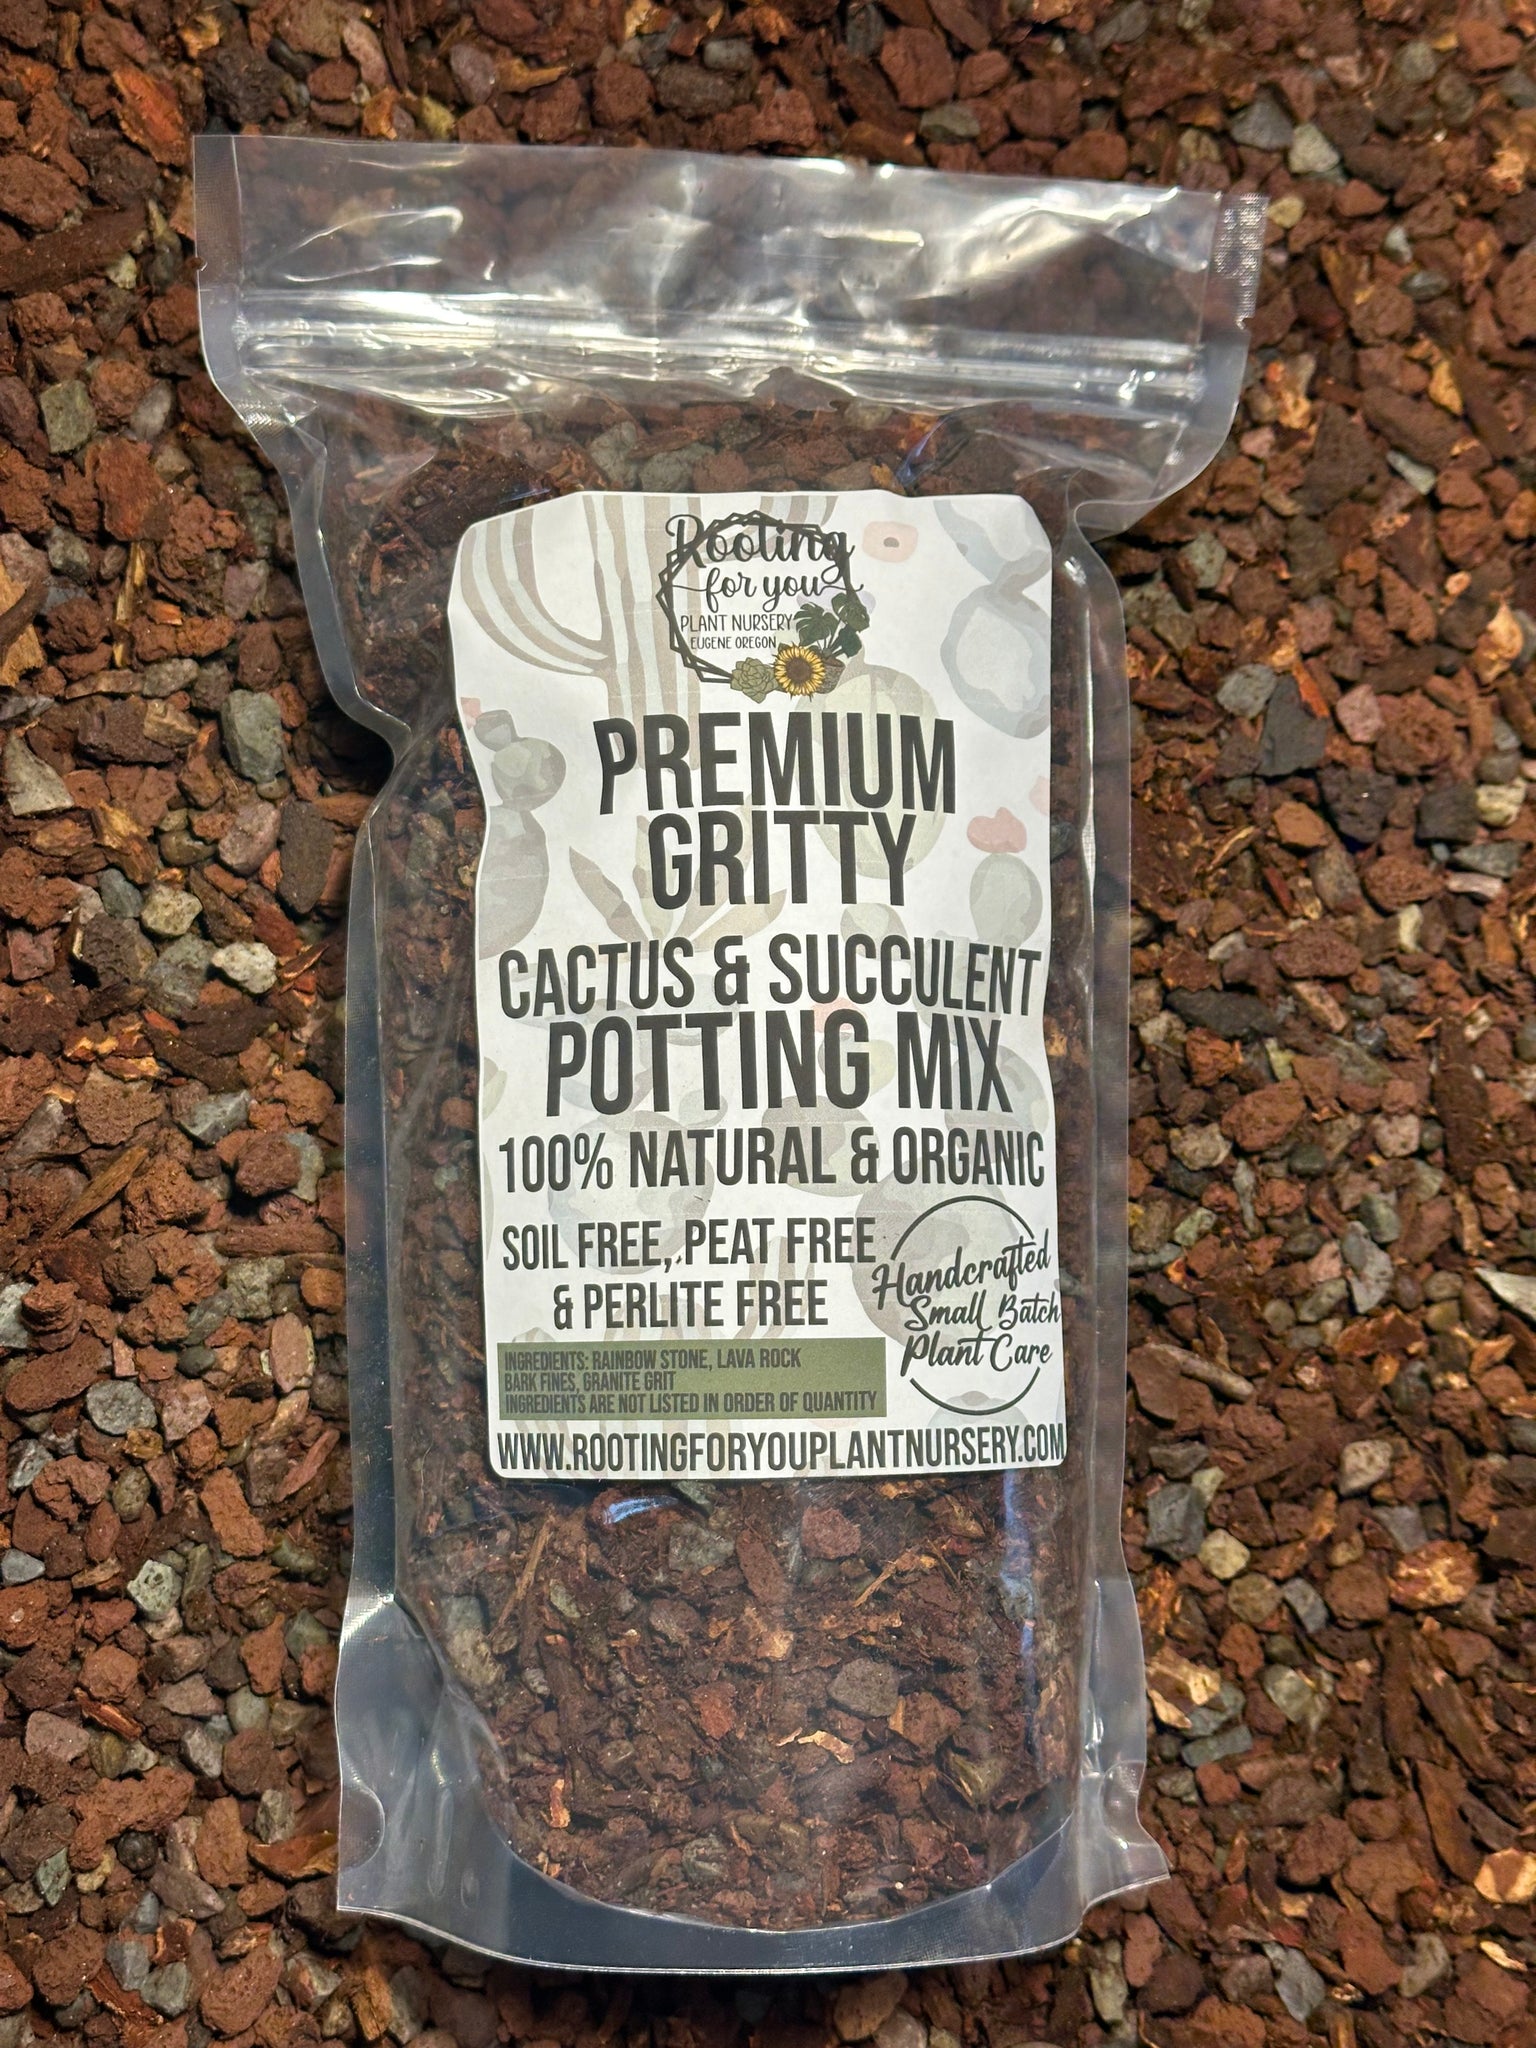 Rooting
for you
PLANT NURSERY
EUGENE OREGON
PREMIUM
GRITTY
CACTUS & SUCCULENT
POTTING MIX
100% NATURAL & ORGANIC
SOIL FREE, PEAT FREE
& PERLITE FREE
Handcrafted
Small Batch
Plant Care
INGREDIENTS: RAINBOW STONE, LAVA ROCK
BARK FINES, GRANITE GRIT
INGREDIENTS ARE NOT LISTED IN ORDER OF QUANTITY
WWW.ROOTINGFORYOUPLANTNURSERY.COM